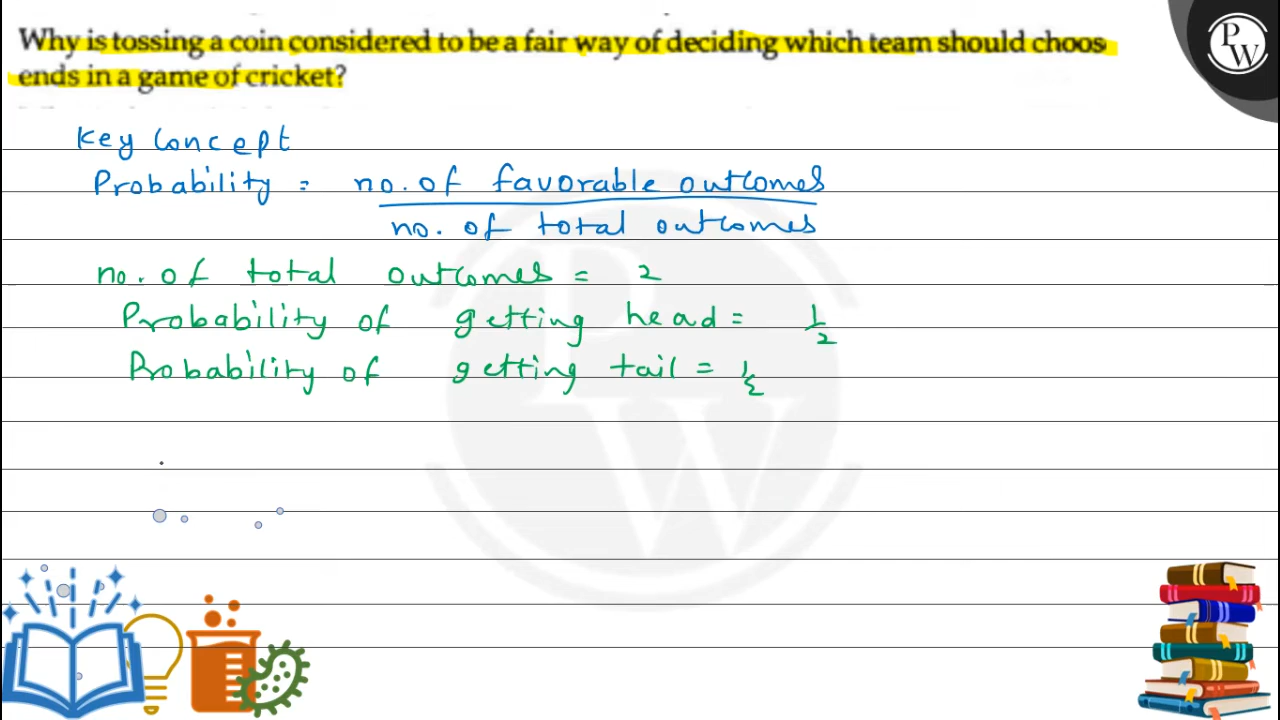 Why is tossing a coin considered to be a fair way of deciding which team should choos
ends in a game of cricket?
PW
Key Concept
Probability = no. of favorable outcomes
no. of total outcomes
no. of total outcomes = 2
Probability of getting head = 1/2
Probability of getting tail = 1/2
PW